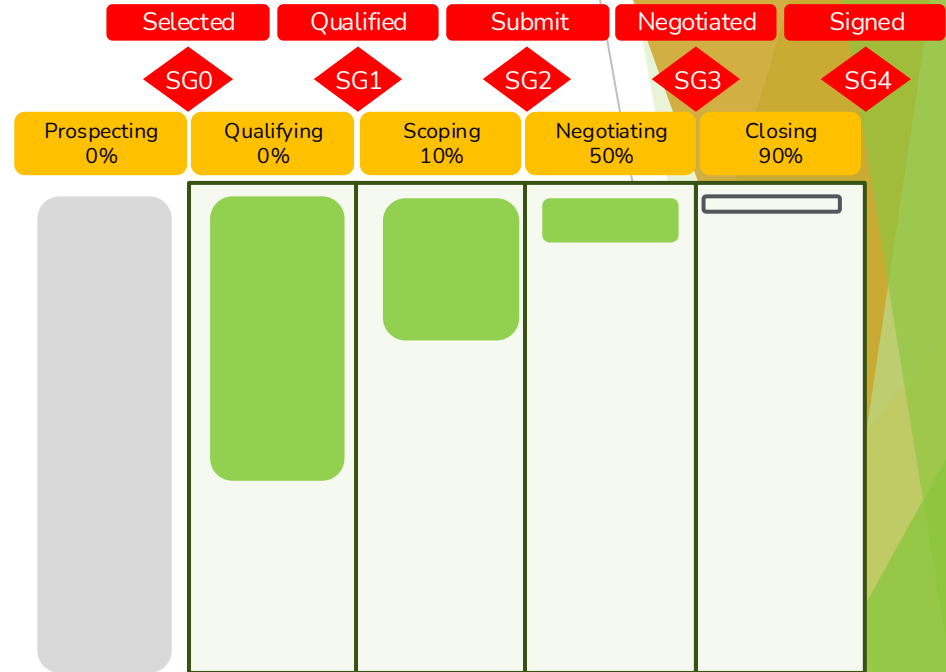 Selected
Qualified
Submit
Negotiated
Signed
SG0
SG1
SG2
SG3
SG4
Prospecting
0%
Qualifying
0%
Scoping
10%
Negotiating
50%
Closing
90%